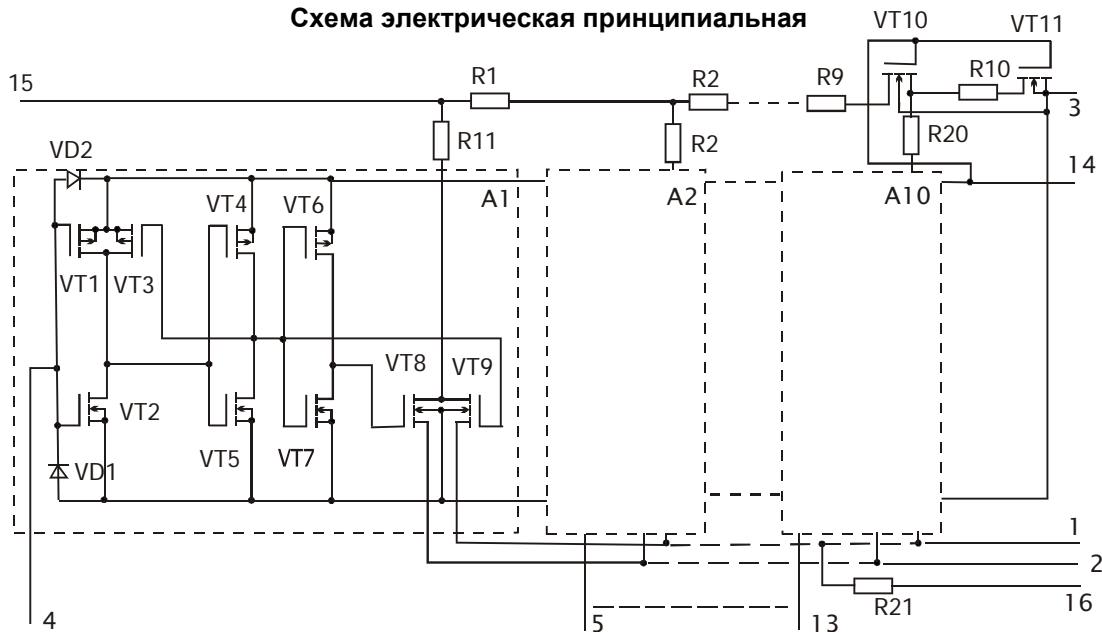 Схема электрическая принципиальная
VT10
VT11
15
R1
R2
R9
R10
3
R11
R2
R20
VD2
14
A1
A2
A10
VT4
VT6
VT1
VT3
VT8
VT9
VT2
VD1
VT5
VT7
1
2
16
R21
4
5
13